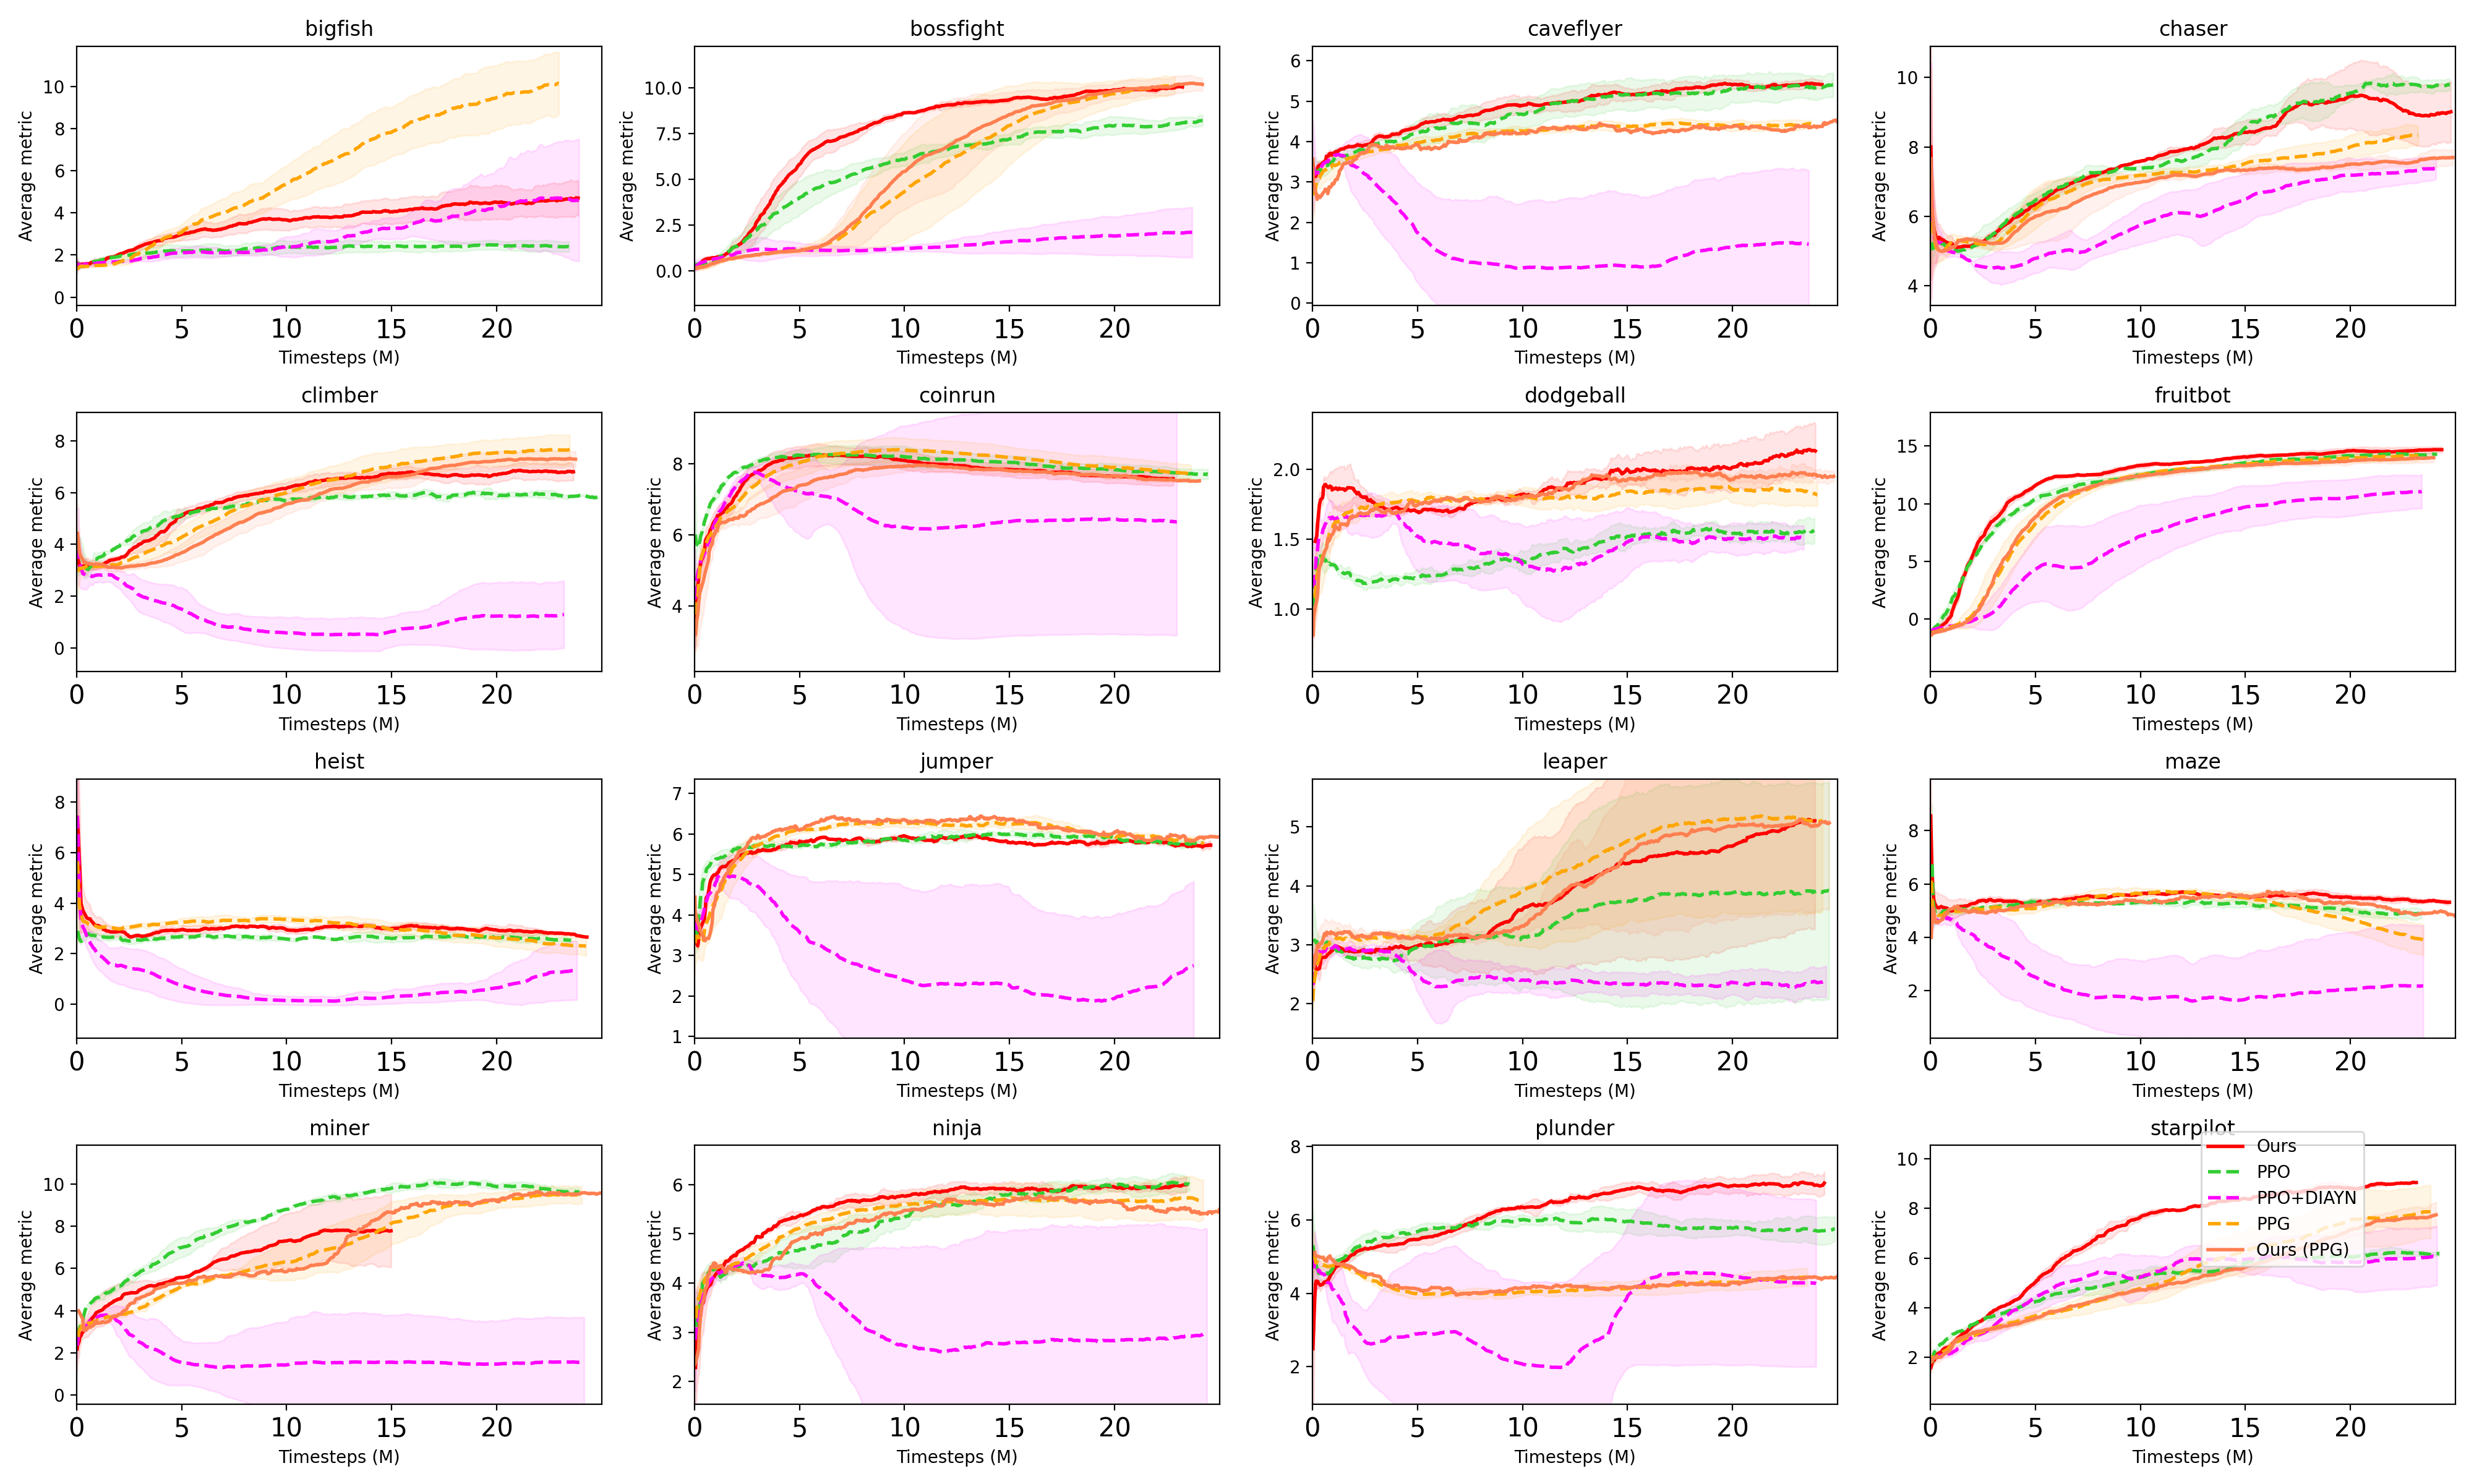 bigfish
Average metric
10
8
6
4
2
0
0 5 10 15 20
Timesteps (M)
bossfight
Average metric
10.0
7.5
5.0
2.5
0.0
0 5 10 15 20
Timesteps (M)
caveflyer
Average metric
6
5
4
3
2
1
0
0 5 10 15 20
Timesteps (M)
chaser
Average metric
10
8
6
4
0 5 10 15 20
Timesteps (M)
climber
Average metric
8
6
4
2
0
0 5 10 15 20
Timesteps (M)
coinrun
Average metric
8
6
4
0 5 10 15 20
Timesteps (M)
dodgeball
Average metric
2.0
1.5
1.0
0 5 10 15 20
Timesteps (M)
fruitbot
Average metric
15
10
5
0
0 5 10 15 20
Timesteps (M)
heist
Average metric
8
6
4
2
0
0 5 10 15 20
Timesteps (M)
jumper
Average metric
7
6
5
4
3
2
1
0 5 10 15 20
Timesteps (M)
leaper
Average metric
5
4
3
2
0 5 10 15 20
Timesteps (M)
maze
Average metric
8
6
4
2
0 5 10 15 20
Timesteps (M)
miner
Average metric
10
8
6
4
2
0
0 5 10 15 20
Timesteps (M)
ninja
Average metric
6
5
4
3
2
0 5 10 15 20
Timesteps (M)
plunder
Average metric
8
6
4
2
0 5 10 15 20
Timesteps (M)
starpilot
Average metric
10
8
6
4
2
0 5 10 15 20
Timesteps (M)
Ours
PPO
PPO+DIAYN
PPG
Ours (PPG)